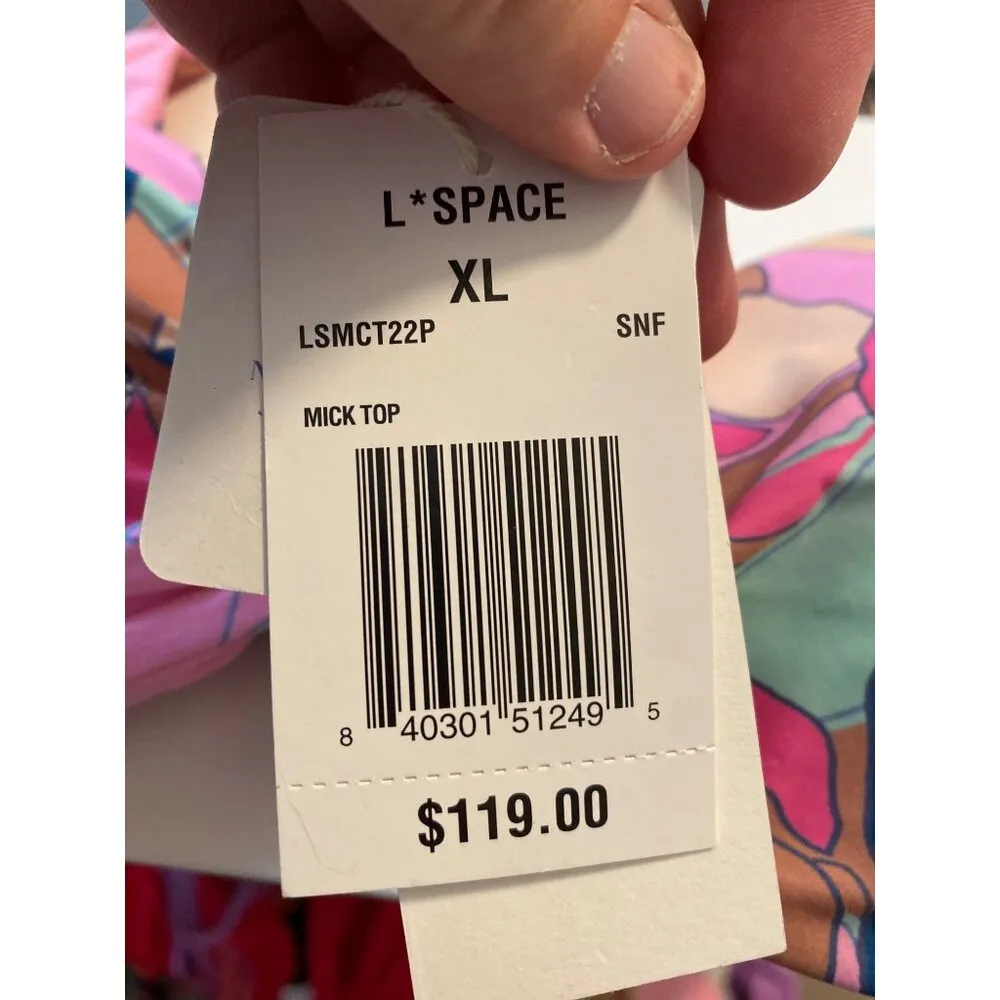 L*SPACE
XL
LSMCT22P SNF
MICK TOP
8 40301 51249 5
$119.00